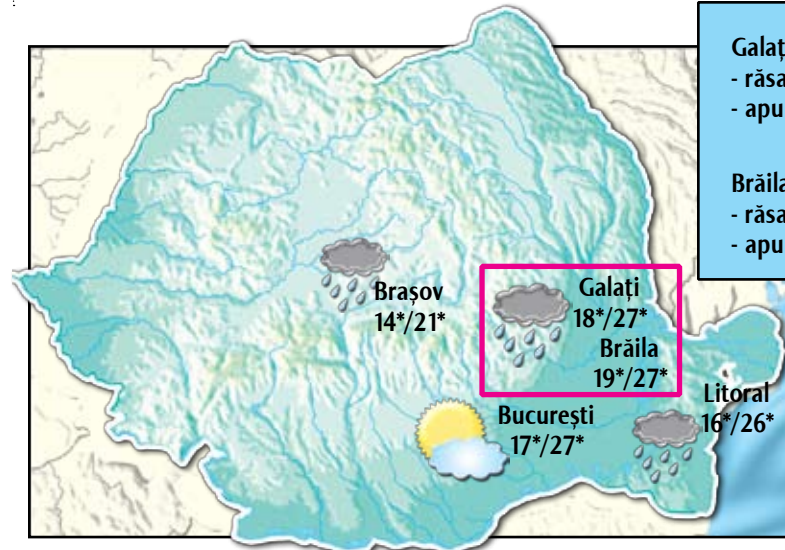 Galaț
- răsa
- apu
Brăila
- răsa
- apu
Brașov
14*/21*
Galați
18*/27*
Brăila
19*/27*
Litoral
16*/26*
București
17*/27*